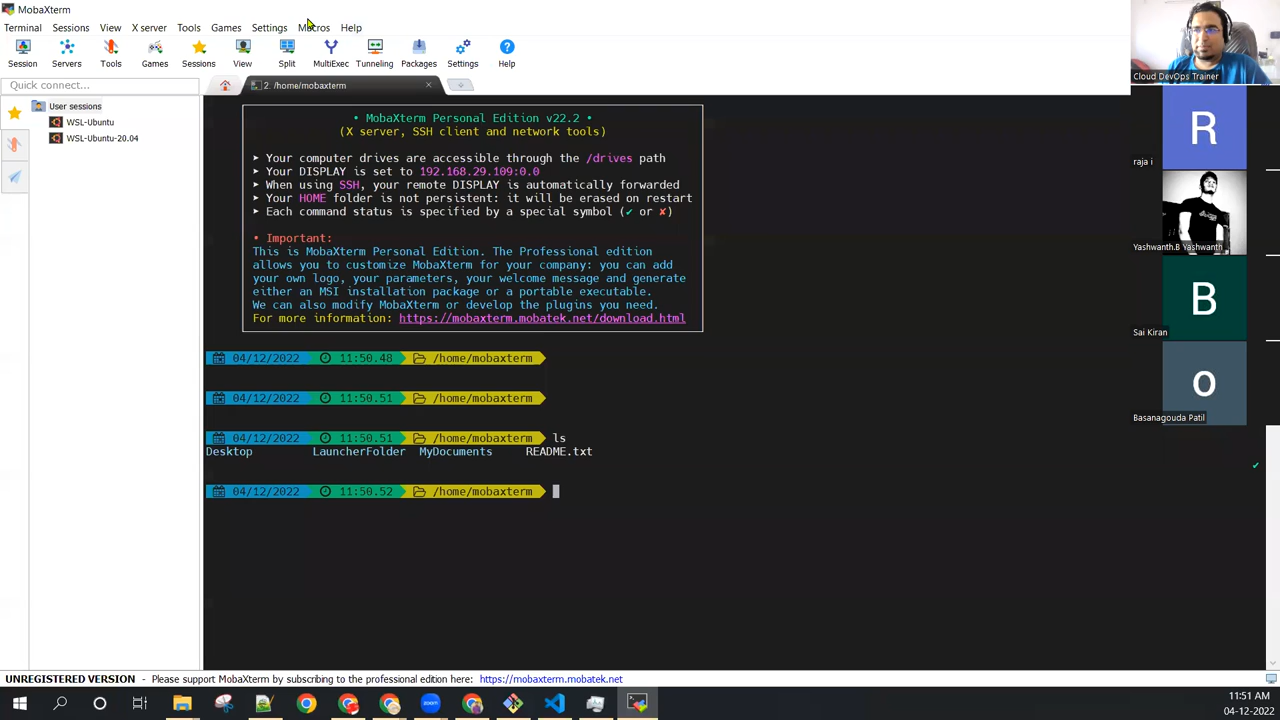 MobaXterm
Terminal Sessions View X server Tools Games Settings Macros Help
Session Servers Tools Games Sessions View Split MultiExec Tunneling Packages Settings Help
Quick connect...
2. /home/mobaxterm
User sessions
WSL-Ubuntu
WSL-Ubuntu-20.04
• MobaXterm Personal Edition v22.2 •
(X server, SSH client and network tools)
➤ Your computer drives are accessible through the /drives path
➤ Your DISPLAY is set to 192.168.29.109:0.0
➤ When using SSH, your remote DISPLAY is automatically forwarded
➤ Your HOME folder is not persistent: it will be erased on restart
➤ Each command status is specified by a special symbol (✔ or ✘)
• Important:
This is MobaXterm Personal Edition. The Professional edition
allows you to customize MobaXterm for your company: you can add
your own logo, your parameters, your welcome message and generate
either an MSI installation package or a portable executable.
We can also modify MobaXterm or develop the plugins you need.
For more information: https://mobaxterm.mobatek.net/download.html
04/12/2022 11:50.48 /home/mobaxterm
04/12/2022 11:50.51 /home/mobaxterm
04/12/2022 11:50.51 /home/mobaxterm ls
Desktop LauncherFolder MyDocuments README.txt
04/12/2022 11:50.52 /home/mobaxterm
Cloud DevOps Trainer
R
raja i
Yashwanth.B Yashwanth
B
Sai Kiran
o
Basanagouda Patil
UNREGISTERED VERSION - Please support MobaXterm by subscribing to the professional edition here: https://mobaxterm.mobatek.net
zoom
11:51 AM
04-12-2022